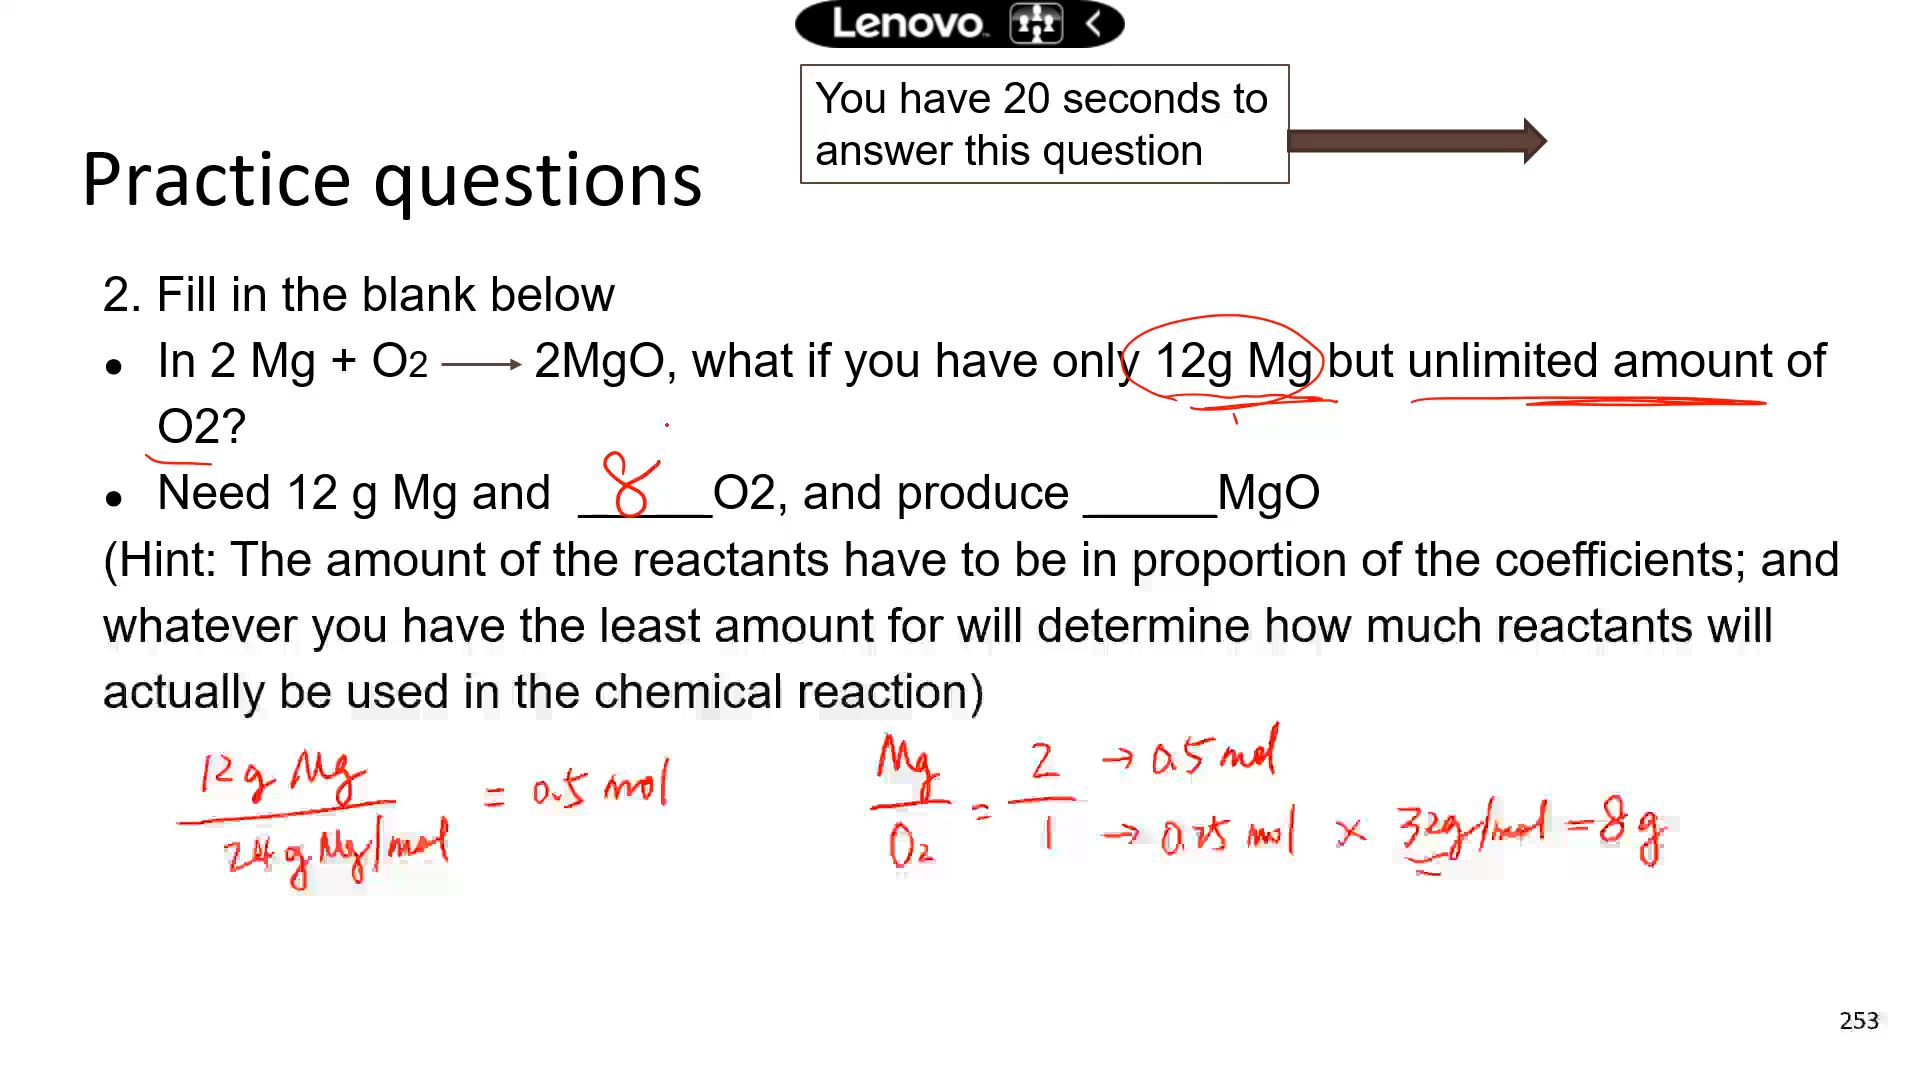 Lenovo
You have 20 seconds to
answer this question
Practice questions
2. Fill in the blank below
• In 2 Mg + O2 → 2MgO, what if you have only 12g Mg but unlimited amount of
O2?
• Need 12 g Mg and __8__O2, and produce _____MgO
(Hint: The amount of the reactants have to be in proportion of the coefficients; and
whatever you have the least amount for will determine how much reactants will
actually be used in the chemical reaction)
12g Mg
24g Mg/mol
= 0.5 mol
Mg
O2
=
2 → 0.5 mol
1 → 0.25 mol × 32g/mol = 8g
253